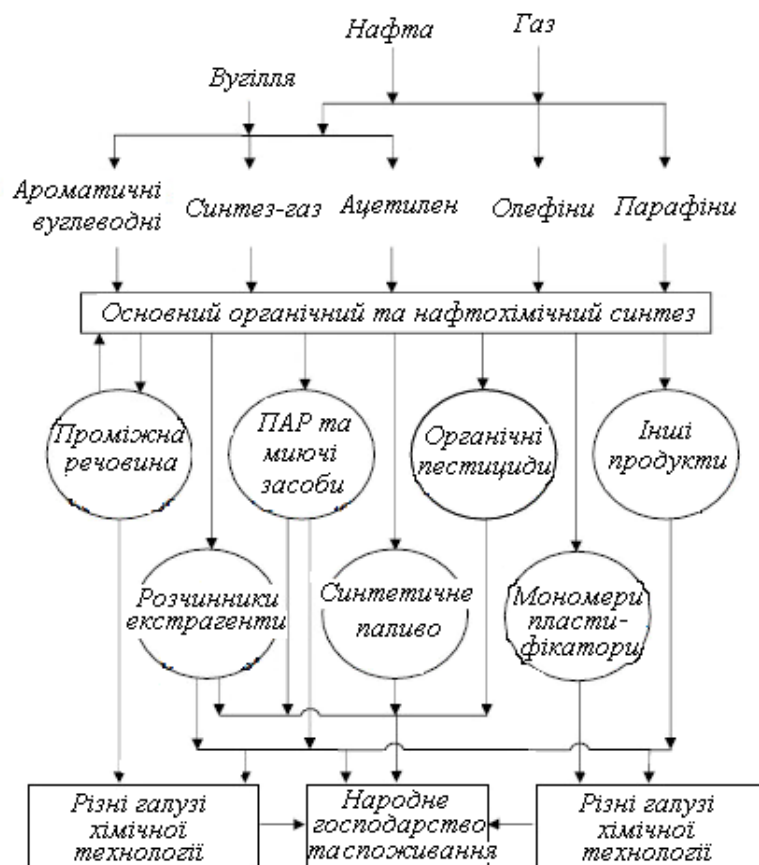 Нафта
Газ
Вугілля
Ароматичні
вуглеводні
Синтез-газ
Ацетилен
Олефіни
Парафіни
Основний органічний та нафтохімічний синтез
Проміжна
речовина
ПАР та
миючі
засоби
Органічні
пестициди
Інші
продукти
Розчинники
екстрагенти
Синтетичне
паливо
Мономери
пласти-
фікатори
Різні галузі
хімічної
технології
Народне
господарство
таспоживання
Різні галузі
хімічної
технології